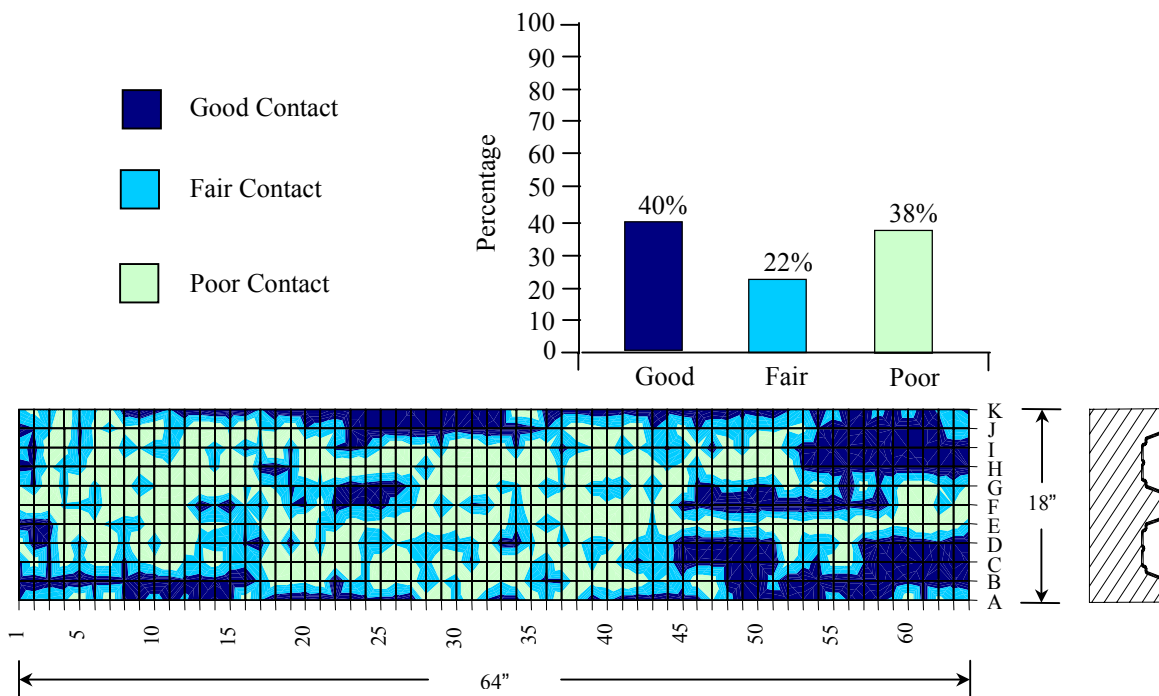 Good Contact
Fair Contact
Poor Contact
Percentage
100
90
80
70
60
50
40
30
20
10
0
40%
22%
38%
Good Fair Poor
K
J
I
H
G
F
E
D
C
B
A
18”
1 5 10 15 20 25 30 35 40 45 50 55 60
64”